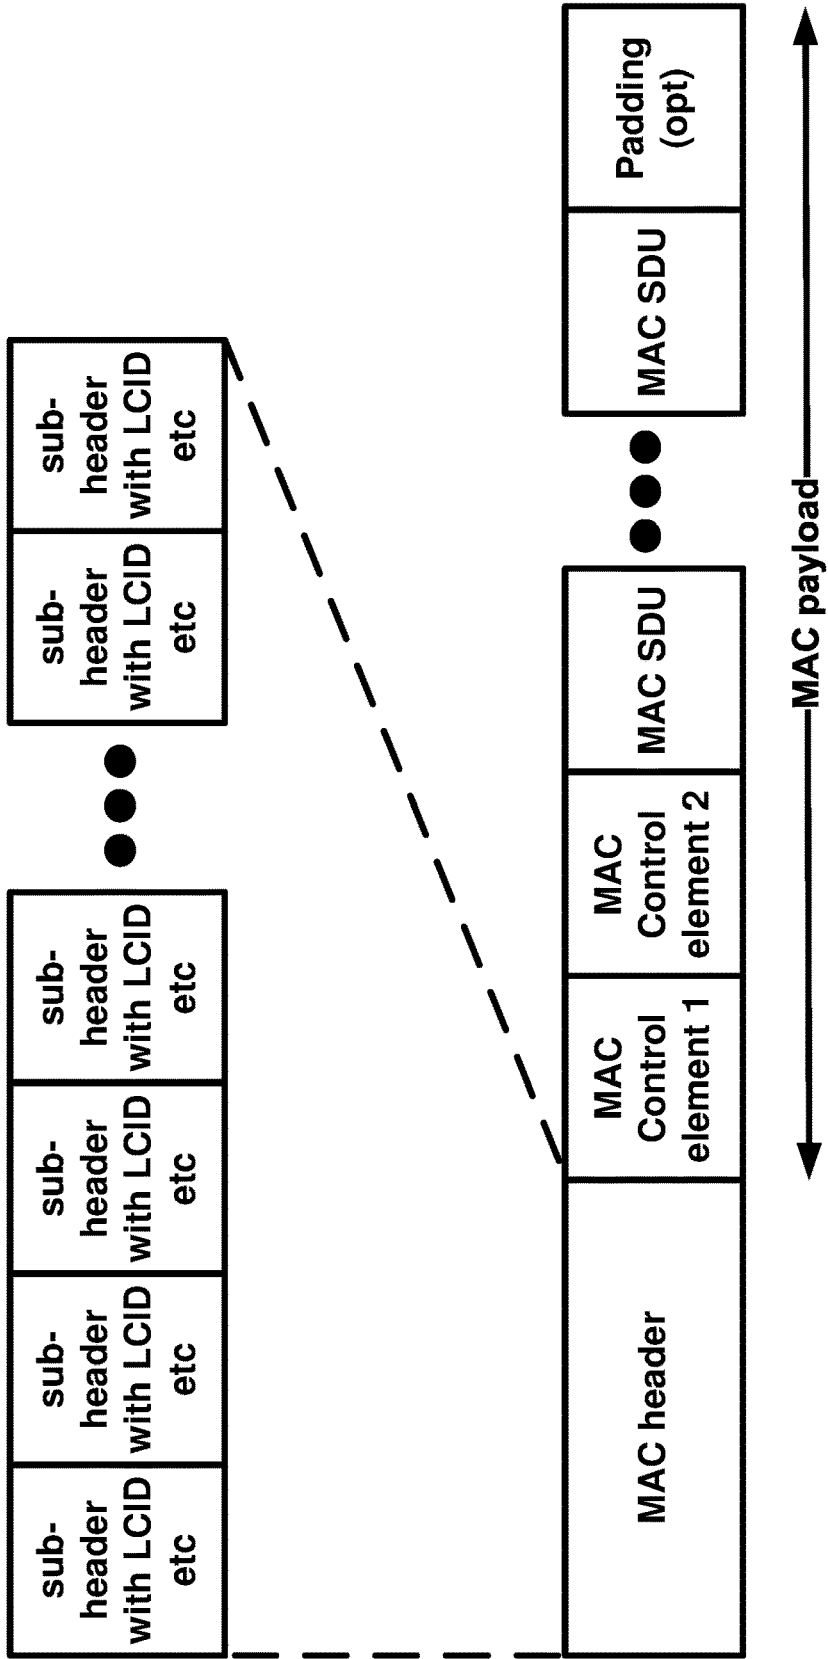 sub-
header
with LCID
etc
sub-
header
with LCID
etc
sub-
header
with LCID
etc
sub-
header
with LCID
etc
sub-
header
with LCID
etc
sub-
header
with LCID
etc
MAC header
MAC
Control
element 1
MAC
Control
element 2
MAC SDU
MAC SDU
Padding
(opt)
MAC payload